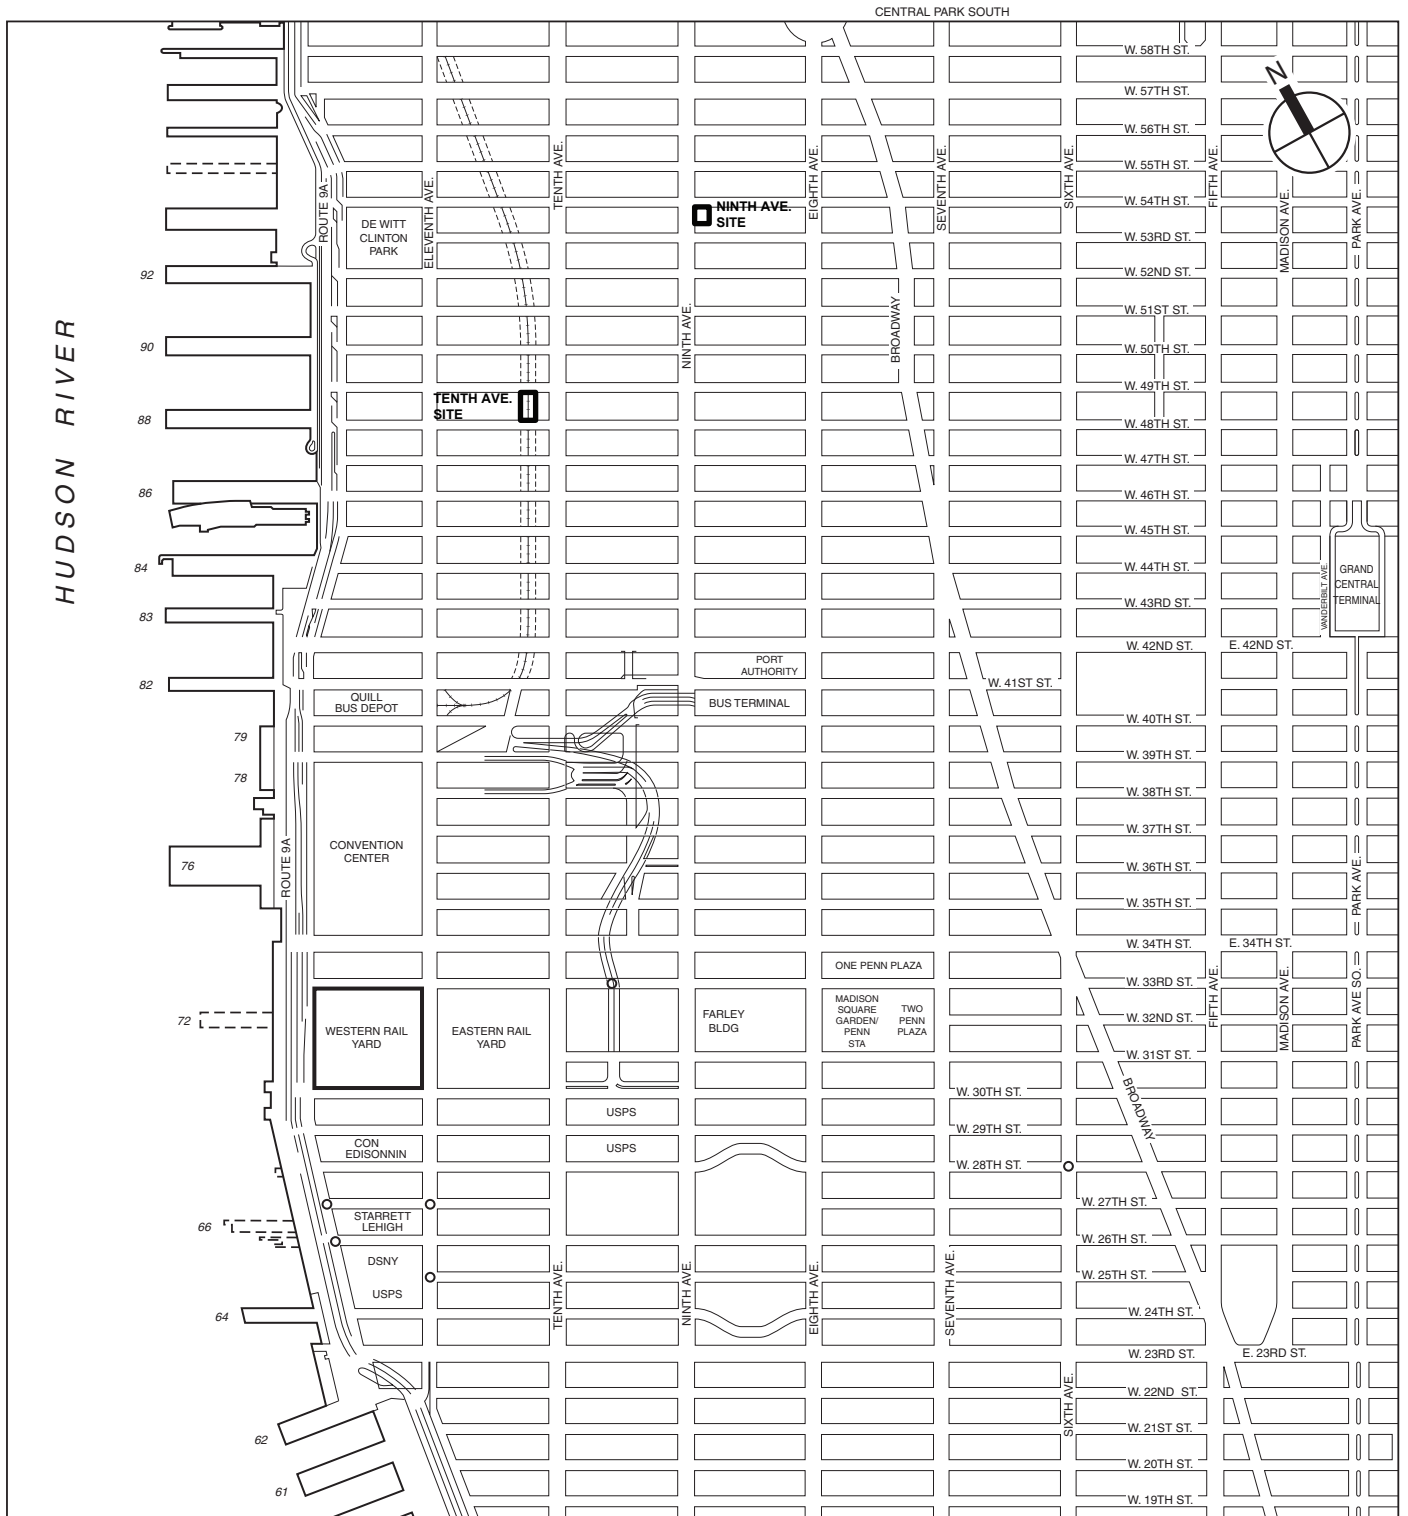 CENTRAL PARK SOUTH
W. 58TH ST.
N
W. 57TH ST.
W. 56TH ST.
W. 55TH ST.
W. 54TH ST.
W. 53RD ST.
W. 52ND ST.
W. 51ST ST.
W. 50TH ST.
W. 49TH ST.
W. 48TH ST.
W. 47TH ST.
W. 46TH ST.
W. 45TH ST.
W. 44TH ST.
W. 43RD ST.
W. 42ND ST.
E. 42ND ST.
W. 41ST ST.
W. 40TH ST.
W. 39TH ST.
W. 38TH ST.
W. 37TH ST.
W. 36TH ST.
W. 35TH ST.
W. 34TH ST.
E. 34TH ST.
W. 33RD ST.
W. 32ND ST.
W. 31ST ST.
W. 30TH ST.
W. 29TH ST.
W. 28TH ST.
W. 27TH ST.
W. 26TH ST.
W. 25TH ST.
W. 24TH ST.
W. 23RD ST.
E. 23RD ST.
W. 22ND ST.
W. 21ST ST.
W. 20TH ST.
W. 19TH ST.
ROUTE 9A
ELEVENTH AVE.
TENTH AVE.
NINTH AVE.
EIGHTH AVE.
BROADWAY
SEVENTH AVE.
SIXTH AVE.
FIFTH AVE.
MADISON AVE.
PARK AVE.
VANDERBILT AVE.
NINTH AVE.
SITE
DE WITT
CLINTON
PARK
TENTH AVE.
SITE
HUDSON RIVER
92
90
88
86
84
83
82
79
78
76
72
66
64
62
61
GRAND
CENTRAL
TERMINAL
PORT
AUTHORITY
BUS TERMINAL
QUILL
BUS DEPOT
CONVENTION
CENTER
ROUTE 9A
ONE PENN PLAZA
WESTERN RAIL
YARD
EASTERN RAIL
YARD
FARLEY
BLDG
MADISON
SQUARE
GARDEN/
PENN
STA
TWO
PENN
PLAZA
USPS
USPS
CON
EDISONNIN
STARRETT
LEHIGH
DSNY
USPS
PARK AVE.
PARK AVE SO.
FIFTH AVE.
MADISON AVE.
BROADWAY
TENTH AVE.
NINTH AVE.
EIGHTH AVE.
SEVENTH AVE.
SIXTH AVE.